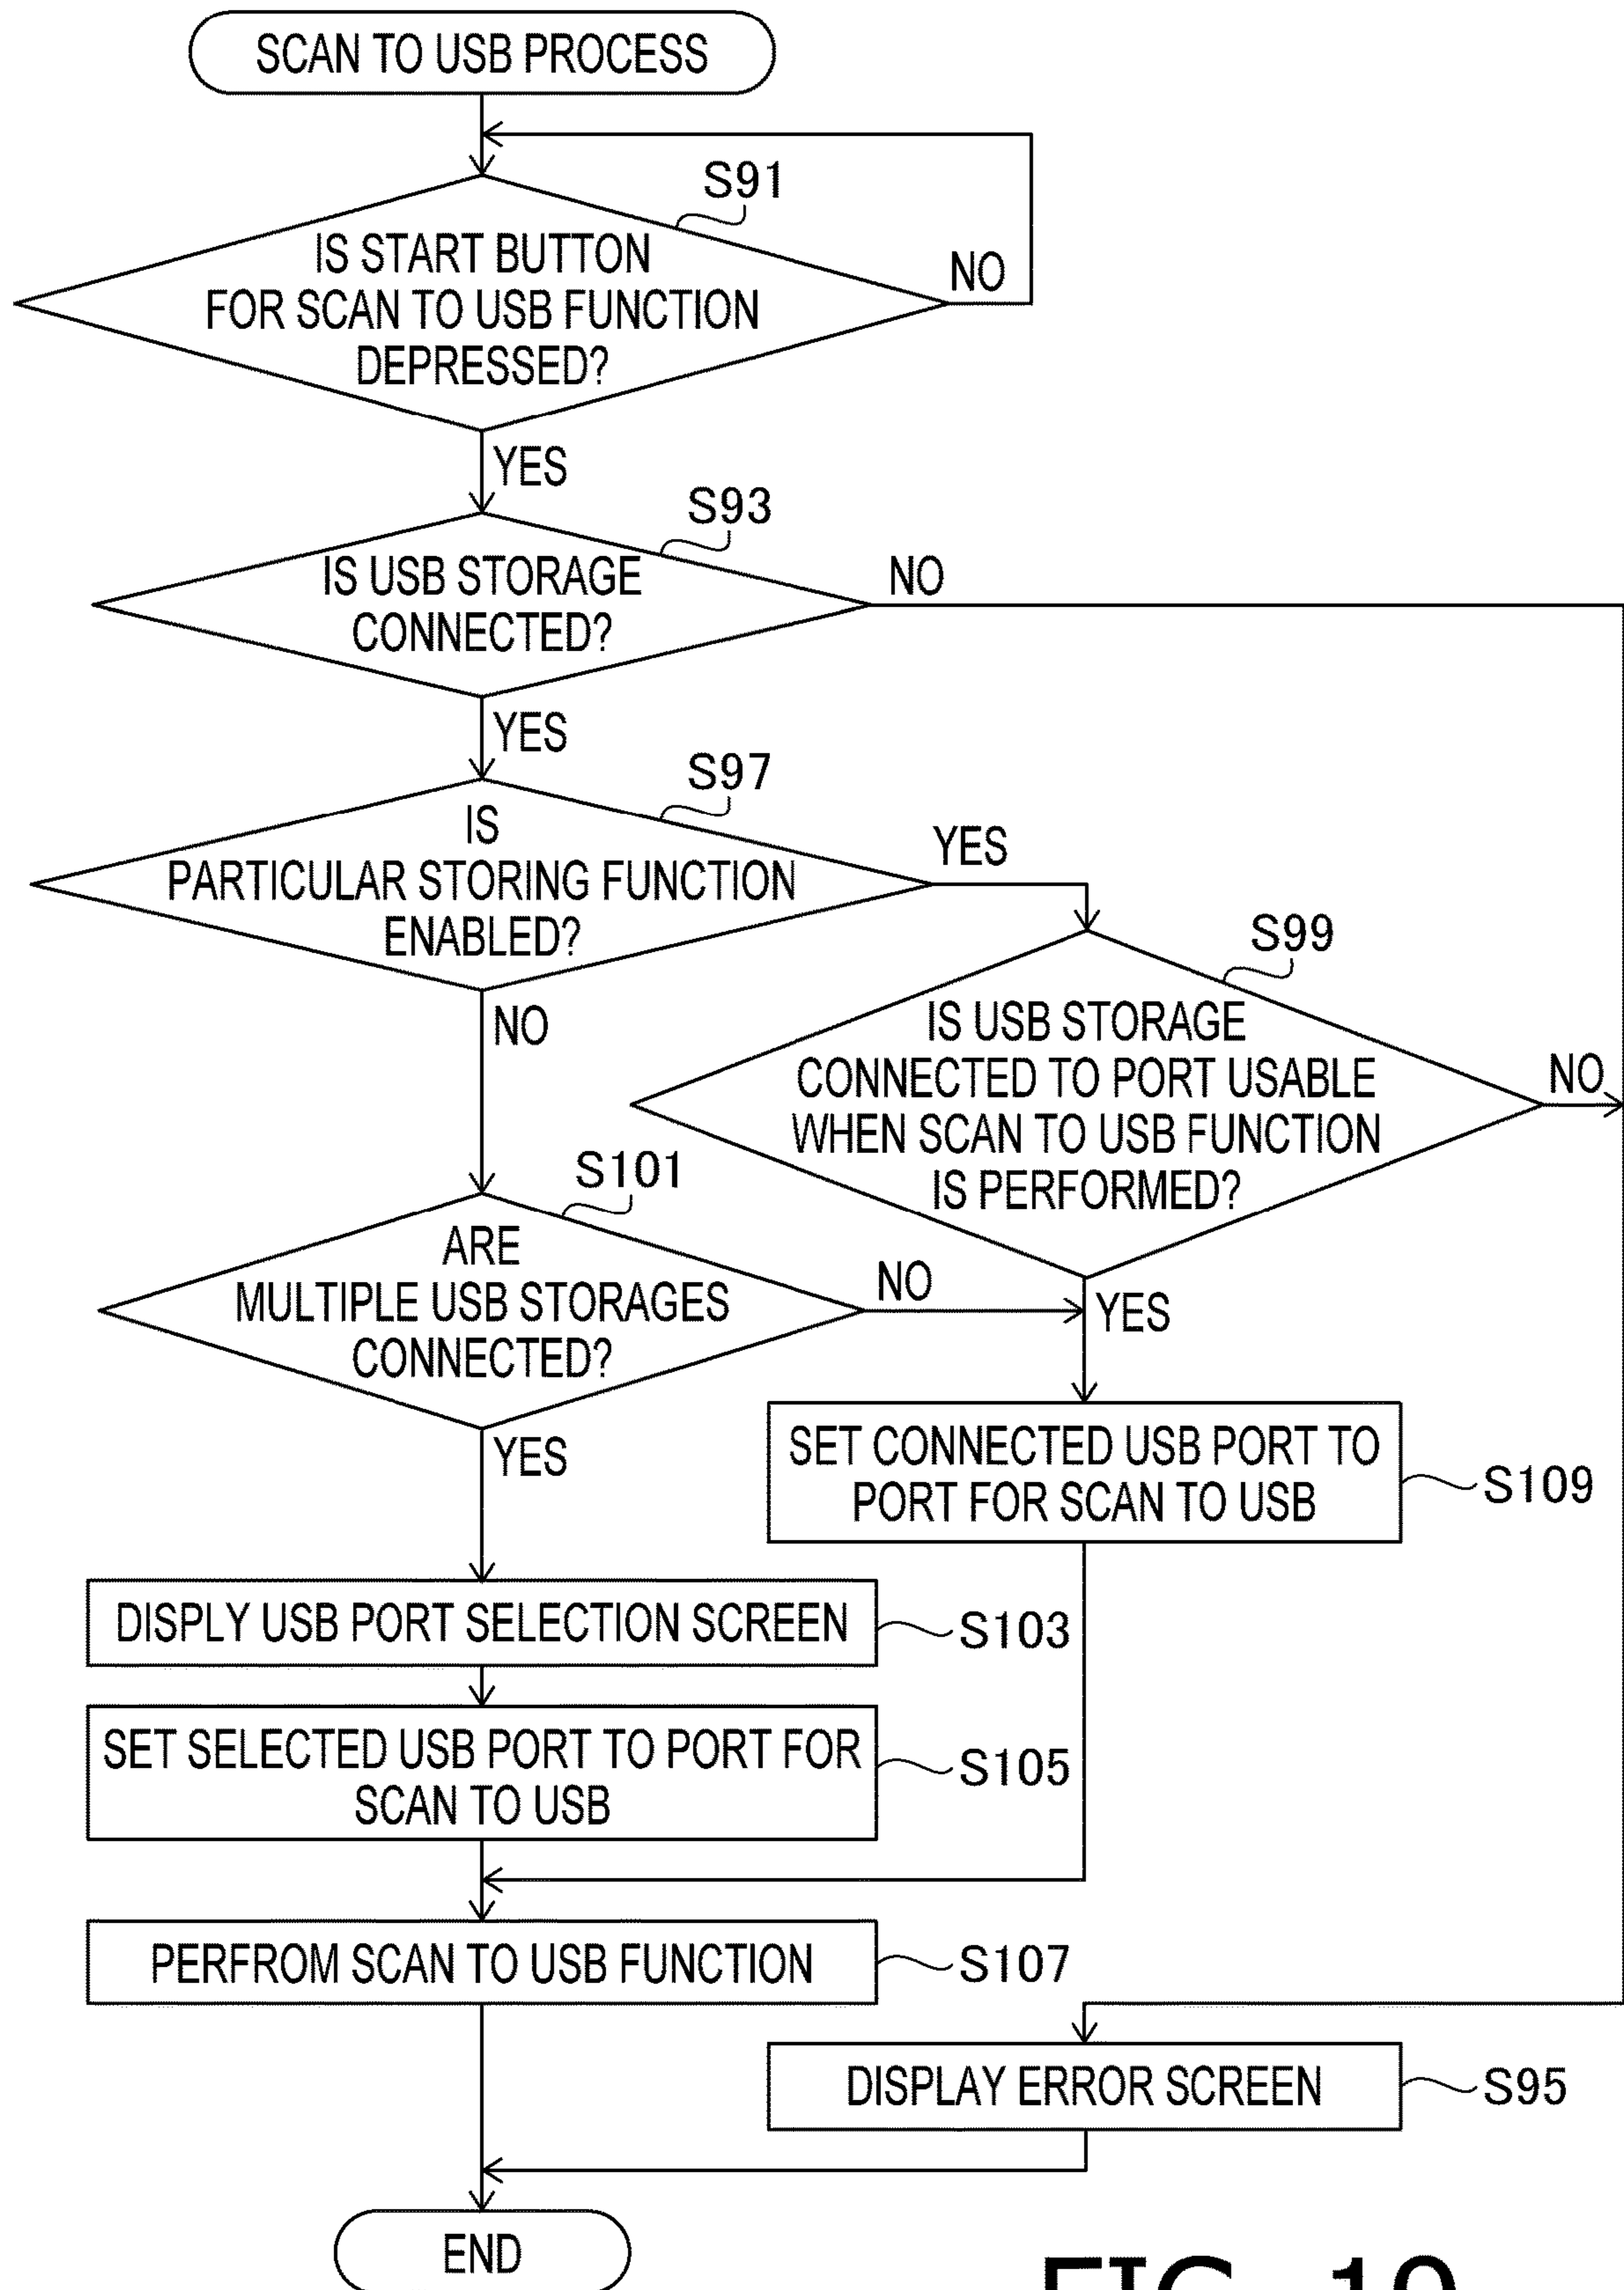 SCAN TO USB PROCESS
S91
IS START BUTTON
FOR SCAN TO USB FUNCTION
DEPRESSED?
NO
YES
S93
IS USB STORAGE
CONNECTED?
NO
YES
S97
IS
PARTICULAR STORING FUNCTION
ENABLED?
YES
NO
S99
IS USB STORAGE
CONNECTED TO PORT USABLE
WHEN SCAN TO USB FUNCTION
IS PERFORMED?
NO
YES
S101
ARE
MULTIPLE USB STORAGES
CONNECTED?
NO
YES
SET CONNECTED USB PORT TO
PORT FOR SCAN TO USB
S109
DISPLY USB PORT SELECTION SCREEN
S103
SET SELECTED USB PORT TO PORT FOR
SCAN TO USB
S105
PERFROM SCAN TO USB FUNCTION
S107
DISPLAY ERROR SCREEN
S95
END